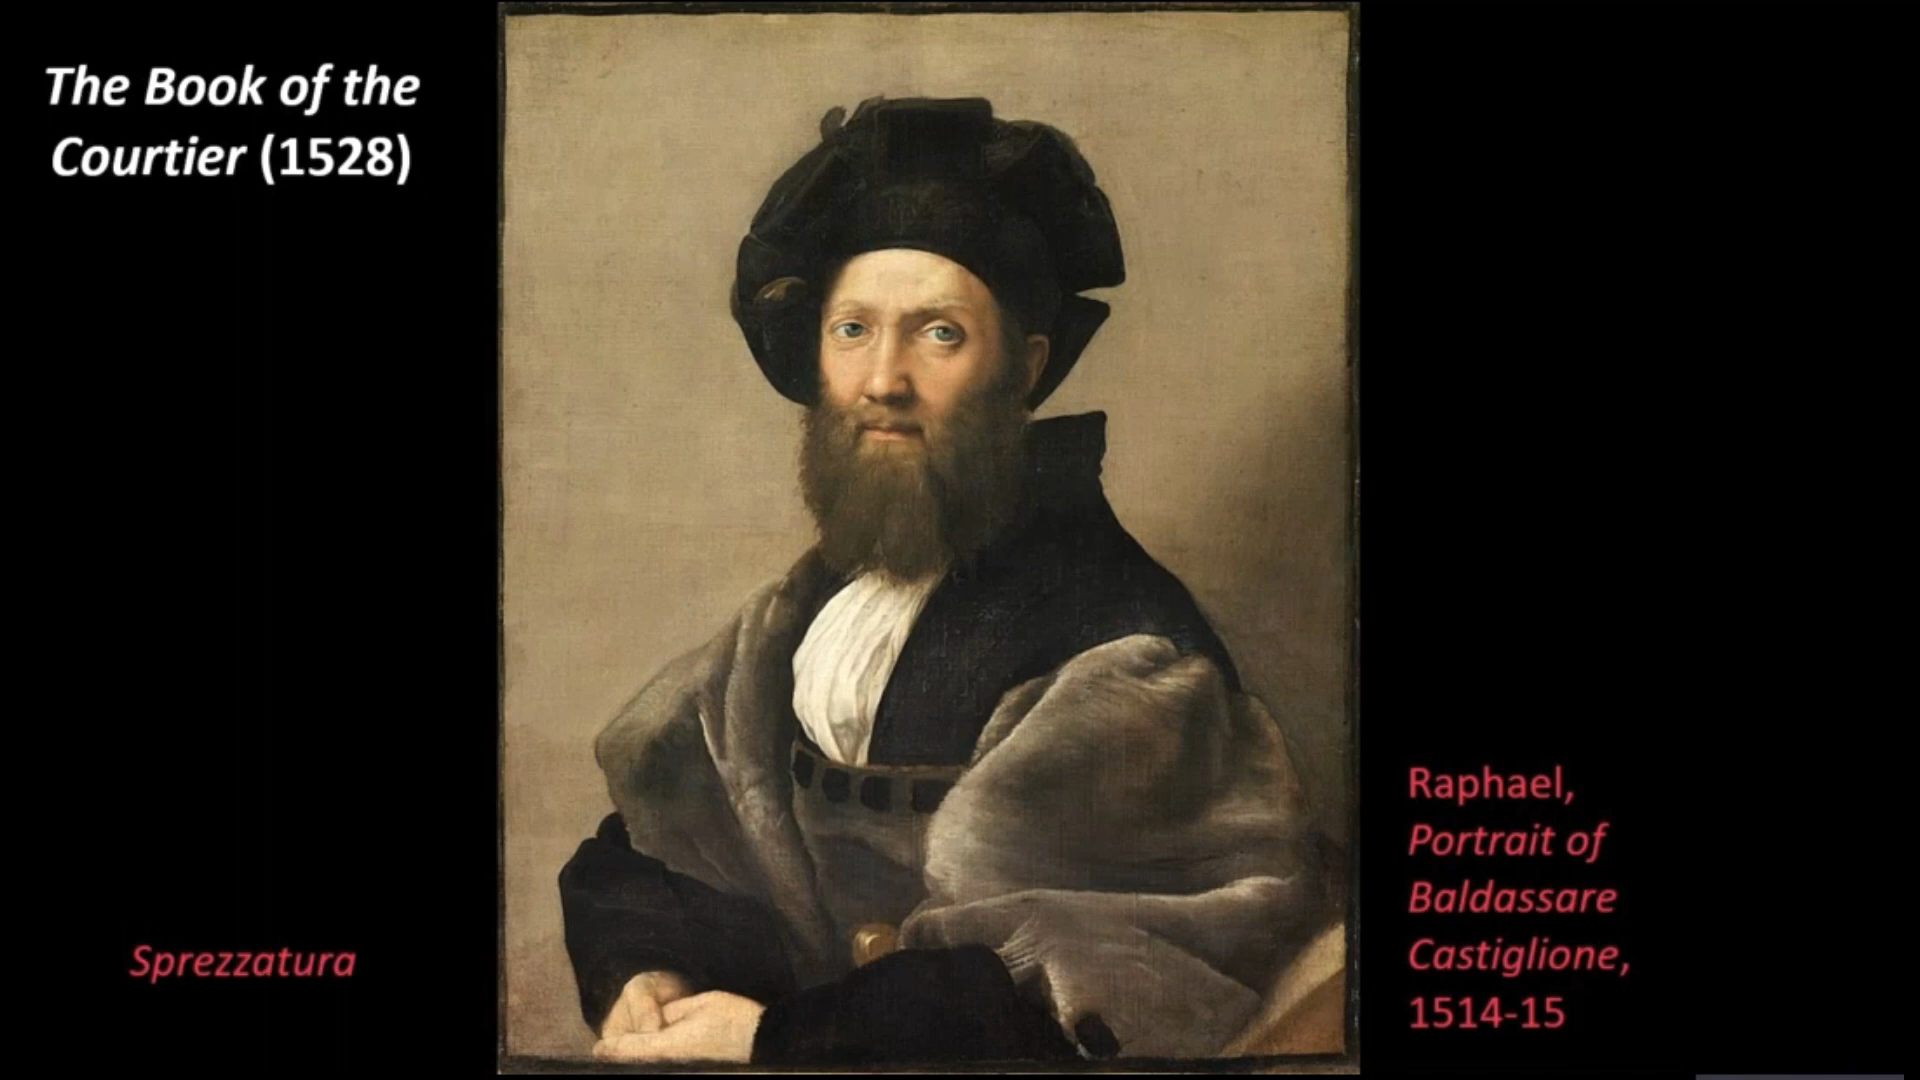 The Book of the
Courtier (1528)
Sprezzatura
Raphael,
Portrait of
Baldassare
Castiglione,
1514-15